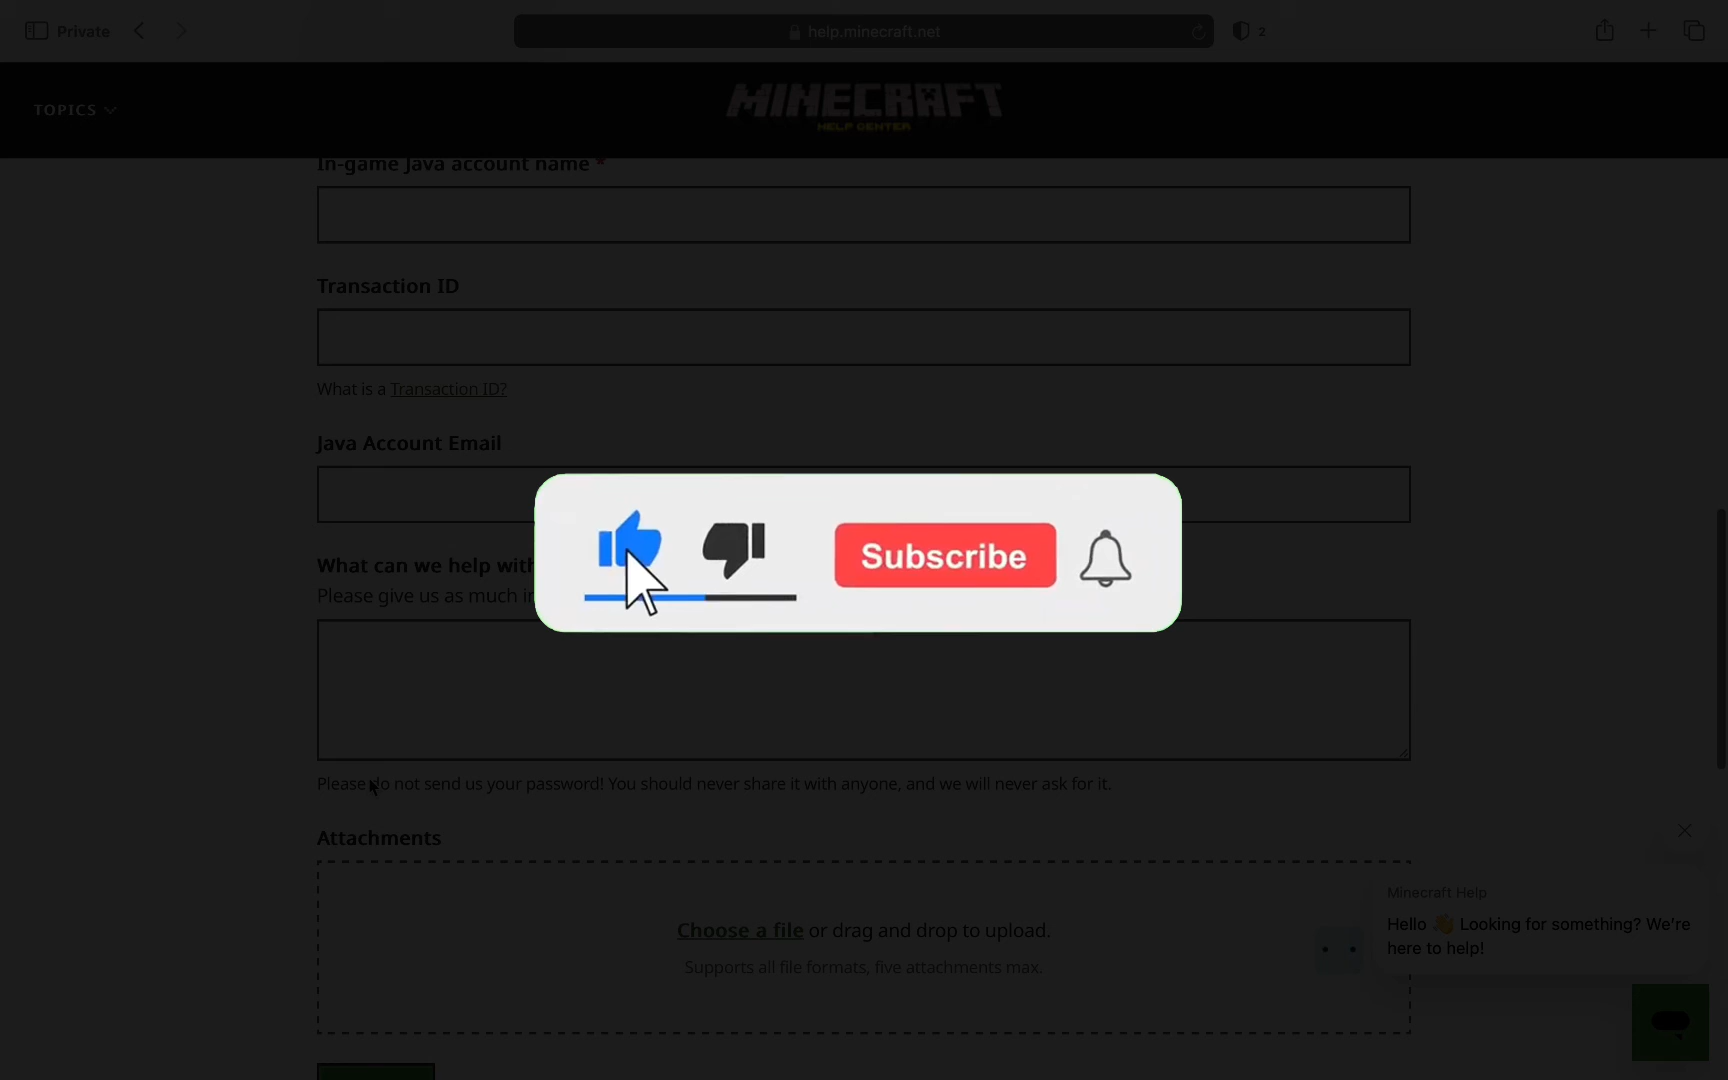 Private
help.minecraft.net
2
TOPICS
MINECRAFT
HELP CENTER
In-game Java account name *
Transaction ID
What is a Transaction ID?
Java Account Email
What can we help with
Please give us as much in
Subscribe
Please do not send us your password! You should never share it with anyone, and we will never ask for it.
Attachments
Choose a file or drag and drop to upload.
Supports all file formats, five attachments max.
Minecraft Help
Hello 👋 Looking for something? We're
here to help!